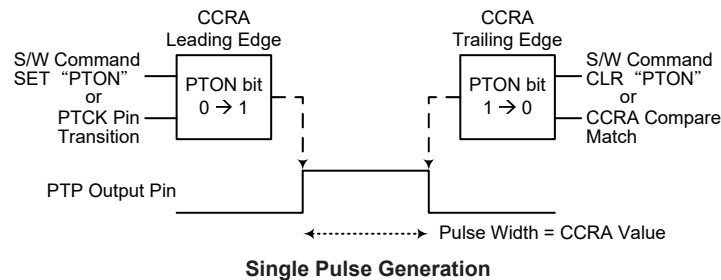 CCRA
Leading Edge
CCRA
Trailing Edge
S/W Command
SET “PTON”
or
PTCK Pin
Transition
PTON bit
0 → 1
PTON bit
1 → 0
S/W Command
CLR “PTON”
or
CCRA Compare
Match
PTP Output Pin
Pulse Width = CCRA Value
Single Pulse Generation